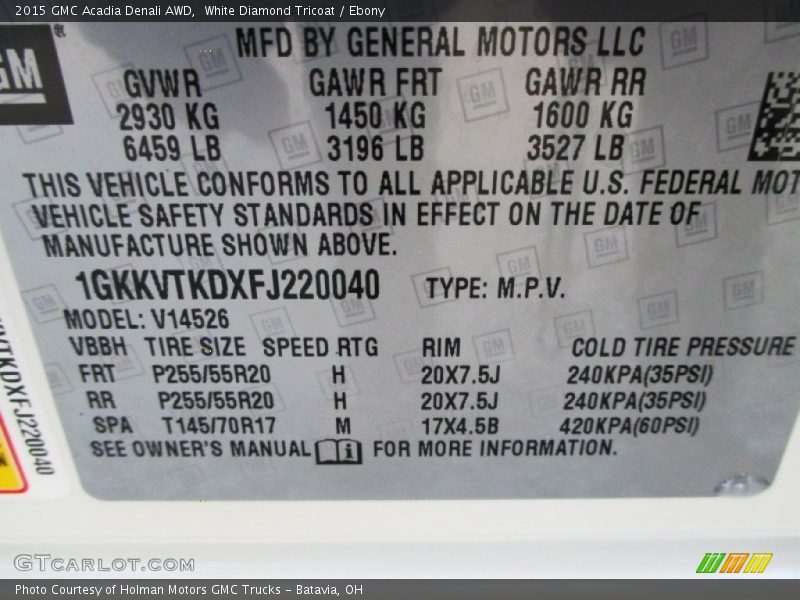 2015 GMC Acadia Denali AWD, White Diamond Tricoat / Ebony
GM
MFD BY GENERAL MOTORS LLC
GVWR GAWR FRT GAWR RR
2930 KG 1450 KG 1600 KG
6459 LB 3196 LB 3527 LB
THIS VEHICLE CONFORMS TO ALL APPLICABLE U.S. FEDERAL MOT
VEHICLE SAFETY STANDARDS IN EFFECT ON THE DATE OF
MANUFACTURE SHOWN ABOVE.
1GKKVTKDXFJ220040 TYPE: M.P.V.
MODEL: V14526
VBBH TIRE SIZE SPEED RTG RIM COLD TIRE PRESSURE
FRT P255/55R20 H 20X7.5J 240KPA(35PSI)
RR P255/55R20 H 20X7.5J 240KPA(35PSI)
SPA T145/70R17 M 17X4.5B 420KPA(60PSI)
SEE OWNER'S MANUAL FOR MORE INFORMATION.
VTKDXFJ220040
GTCARLOT.COM
Photo Courtesy of Holman Motors GMC Trucks - Batavia, OH